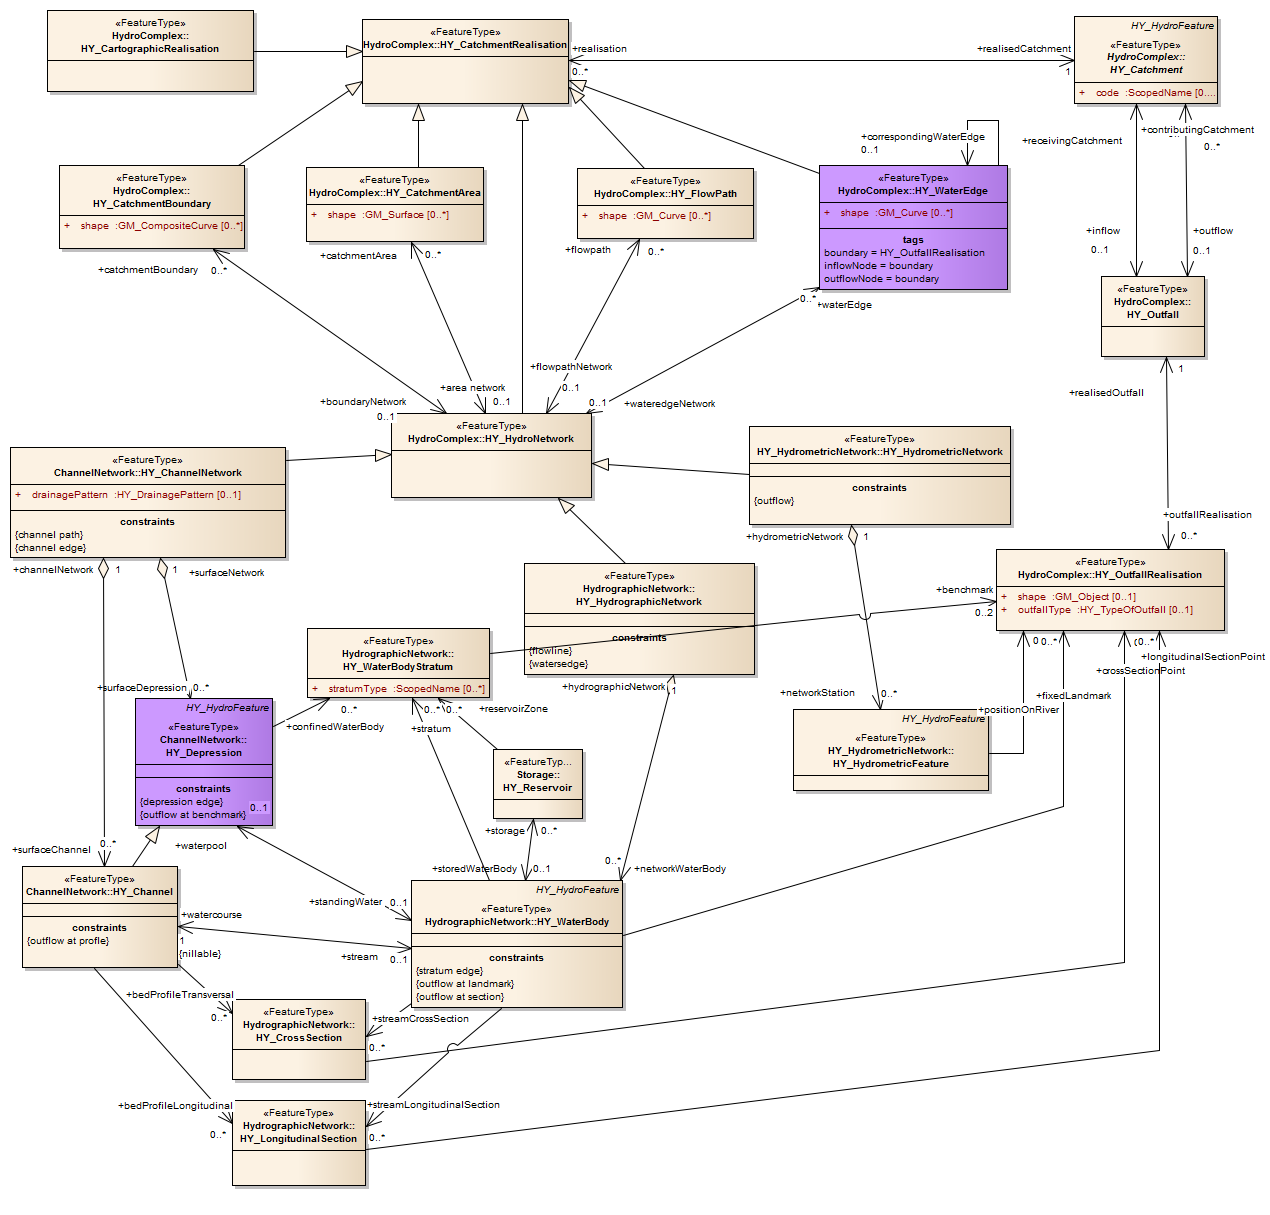 «FeatureType»
HydroComplex::
HY_CartographicRealisation
«FeatureType»
HydroComplex::HY_CatchmentRealisation
+realisation
0..*
+realisedCatchment
1
HY_HydroFeature
«FeatureType»
HydroComplex::
HY_Catchment
+ code :ScopedName [0....
+correspondingWaterEdge
0..1
+receivingCatchment
+contributingCatchment
0..*
«FeatureType»
HydroComplex::
HY_CatchmentBoundary
+ shape :GM_CompositeCurve [0..*]
«FeatureType»
HydroComplex::HY_CatchmentArea
+ shape :GM_Surface [0..*]
«FeatureType»
HydroComplex::HY_FlowPath
+ shape :GM_Curve [0..*]
«FeatureType»
HydroComplex::HY_WaterEdge
+ shape :GM_Curve [0..*]
tags
boundary = HY_OutfallRealisation
inflowNode = boundary
outflowNode = boundary
+inflow
0..1
+outflow
0..1
+catchmentBoundary
0..*
+catchmentArea
0..*
+flowpath
0..*
0..*
+waterEdge
«FeatureType»
HydroComplex::
HY_Outfall
1
+realisedOutfall
+boundaryNetwork
0..1
+area network
0..1
+flowpathNetwork
0..1
0..1
+wateredgeNetwork
«FeatureType»
HydroComplex::HY_HydroNetwork
«FeatureType»
ChannelNetwork::HY_ChannelNetwork
+ drainagePattern :HY_DrainagePattern [0..1]
constraints
{channel path}
{channel edge}
«FeatureType»
HY_HydrometricNetwork::HY_HydrometricNetwork
constraints
{outflow}
+outfallRealisation
0..*
+channelNetwork
1
1
+surfaceNetwork
+hydrometricNetwork
1
«FeatureType»
HydrographicNetwork::
HY_HydrographicNetwork
constraints
{flowline}
{watersedge}
«FeatureType»
HydroComplex::HY_OutfallRealisation
+ shape :GM_Object [0..1]
+ outfallType :HY_TypeOfOutfall [0..1]
+benchmark
0..2
«FeatureType»
HydrographicNetwork::
HY_WaterBodyStratum
+ stratumType :ScopedName [0..*]
0
0..*
0..*
+longitudinalSectionPoint
+crossSectionPoint
+surfaceDepression
0..*
+hydrographicNetwork
1
+networkStation
0..*
+fixedLandmark
+positionOnRiver
HY_HydroFeature
«FeatureType»
ChannelNetwork::
HY_Depression
constraints
{depression edge}
{outflow at benchmark}
0..1
0..*
+confinedWaterBody
0..*
0..*
+reservoirZone
+stratum
HY_HydroFeature
«FeatureType»
HY_HydrometricNetwork::
HY_HydrometricFeature
«FeatureTyp...
Storage::
HY_Reservoir
+storage
0..*
+surfaceChannel
0..*
+waterpool
+storedWaterBody
0..1
0..*
+networkWaterBody
«FeatureType»
ChannelNetwork::HY_Channel
constraints
{outflow at profle}
+standingWater
0..1
HY_HydroFeature
«FeatureType»
HydrographicNetwork::HY_WaterBody
constraints
{stratum edge}
{outflow at landmark}
{outflow at section}
+watercourse
1
{nillable}
+stream
0..1
+bedProfileTransversal
0..*
«FeatureType»
HydrographicNetwork::
HY_CrossSection
+streamCrossSection
0..*
+bedProfileLongitudinal
0..*
«FeatureType»
HydrographicNetwork::
HY_LongitudinalSection
+streamLongitudinalSection
0..*